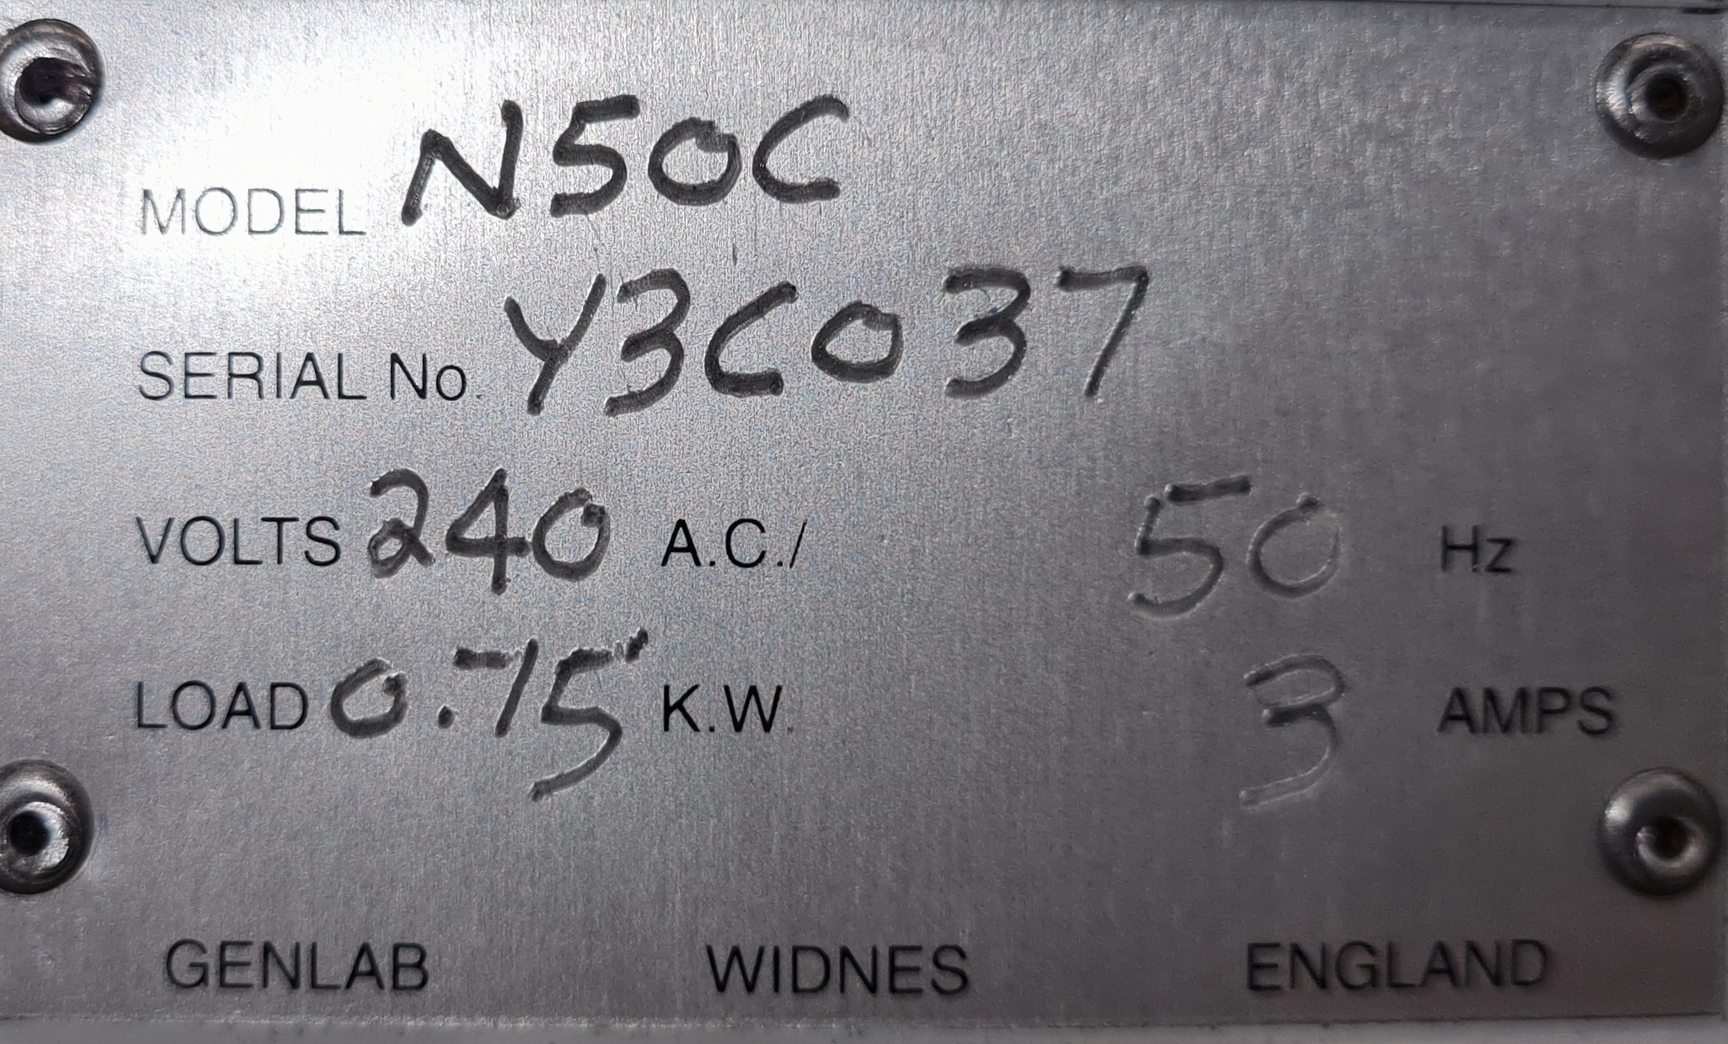 MODEL N50C
SERIAL No. Y3C037
VOLTS 240 A.C./ 50 Hz
LOAD 0.75 K.W. 3 AMPS
GENLAB WIDNES ENGLAND